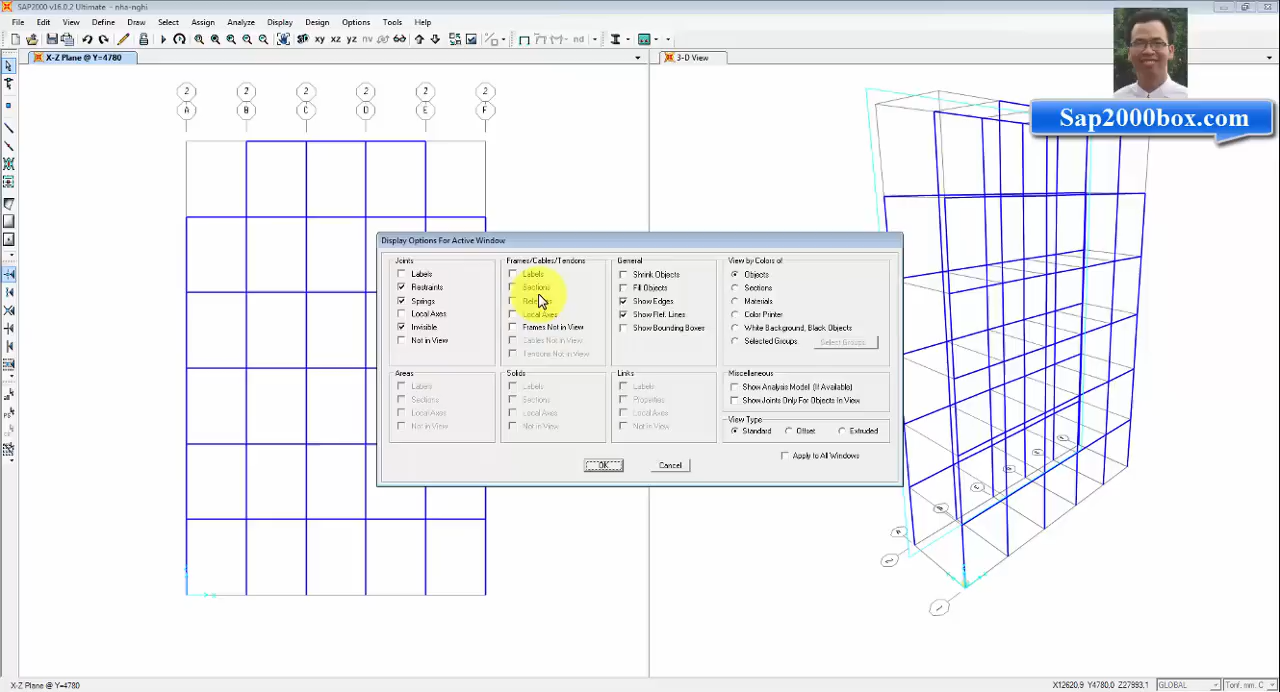 SAP2000 v16.0.2 Ultimate - nha-nghi
File Edit View Define Draw Select Assign Analyze Display Design Options Tools Help
xy xz yz nv
nd
X-Z Plane @ Y=4780
3-D View
Sap2000box.com
2 2 2 2 2 2
A B C D E F
Display Options For Active Window
Joints
Labels
Restraints
Springs
Local Axes
Invisible
Not in View
Frames/Cables/Tendons
Labels
Sections
Releases
Local Axes
Frames Not in View
Cables Not in View
Tendons Not in View
General
Shrink Objects
Fill Objects
Show Edges
Show Ref. Lines
Show Bounding Boxes
View by Colors of
Objects
Sections
Materials
Color Printer
White Background, Black Objects
Selected Groups
Select Groups...
Areas
Labels
Sections
Local Axes
Not in View
Solids
Labels
Sections
Local Axes
Not in View
Links
Labels
Properties
Local Axes
Not in View
Miscellaneous
Show Analysis Model (If Available)
Show Joints Only For Objects In View
View Type
Standard Offset Extruded
Apply to All Windows
OK Cancel
X-Z Plane @ Y=4780
X12620,9 Y4780,0 Z27993,1
GLOBAL
Tonf, mm, C